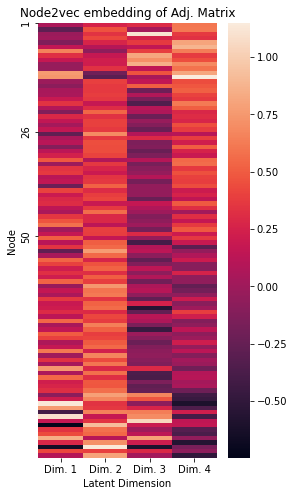 Node2vec embedding of Adj. Matrix
1
26
50
Node
Dim. 1 Dim. 2 Dim. 3 Dim. 4
Latent Dimension
1.00
0.75
0.50
0.25
0.00
−0.25
−0.50